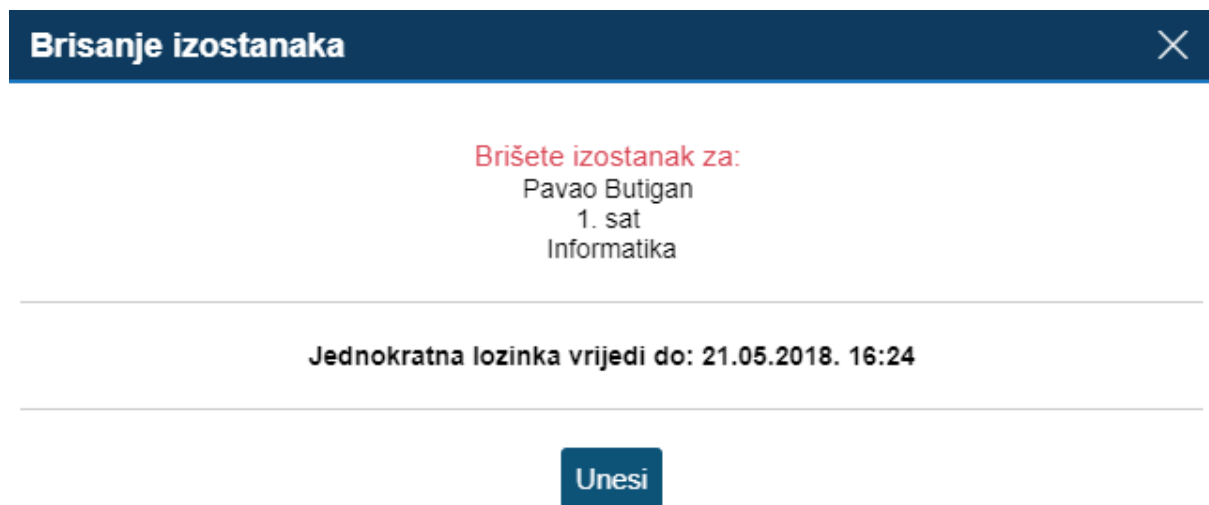 Brisanje izostanaka
Brišete izostanak za:
Pavao Butigan
1. sat
Informatika
Jednokratna lozinka vrijedi do: 21.05.2018. 16:24
Unesi